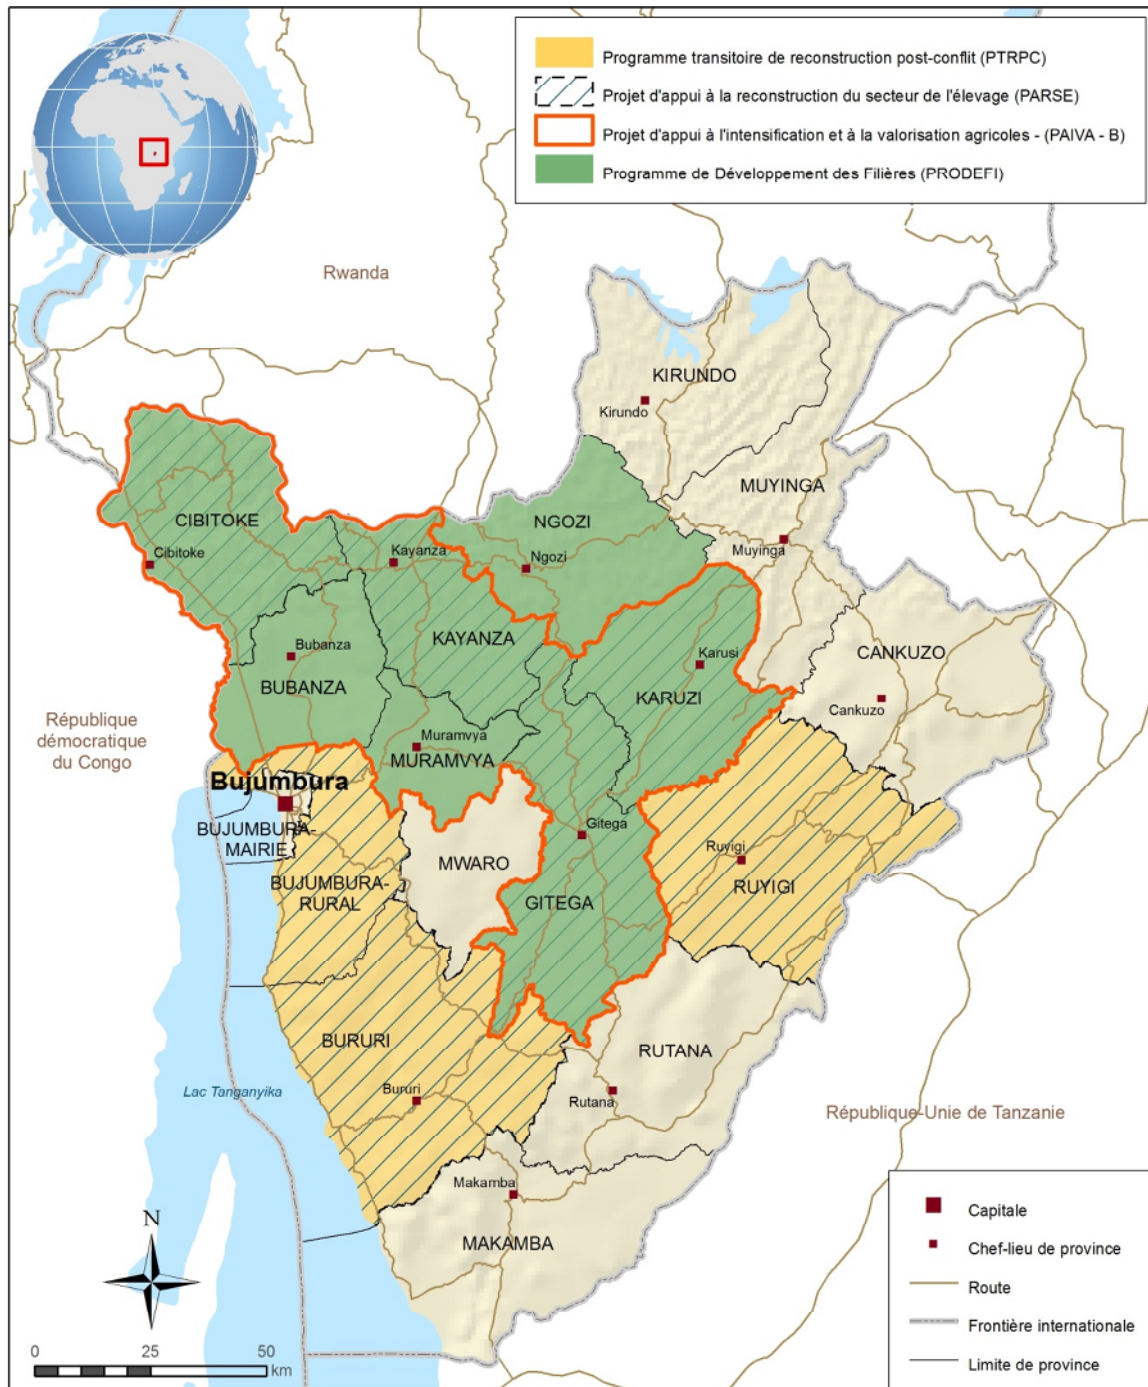 Programme transitoire de reconstruction post-conflit (PTRPC)
Projet d'appui à la reconstruction du secteur de l'élevage (PARSE)
Projet d'appui à l'intensification et à la valorisation agricoles - (PAIVA - B)
Programme de Développement des Filières (PRODEFI)
Rwanda
KIRUNDO
Kirundo
MUYINGA
Muyinga
NGOZI
Ngozi
CIBITOKE
Cibitoke
Kayanza
KAYANZA
Bubanza
BUBANZA
Karusi
KARUZI
CANKUZO
Cankuzo
République
démocratique
du Congo
Muramvya
MURAMVYA
Bujumbura
BUJUMBURA-
MAIRIE
BUJUMBURA-
RURAL
MWARO
Gitega
GITEGA
Ruyigi
RUYIGI
BURURI
Bururi
RUTANA
Rutana
Lac Tanganyika
République-Unie de Tanzanie
Makamba
MAKAMBA
N
0 25 50
km
Capitale
Chef-lieu de province
Route
Frontière internationale
Limite de province